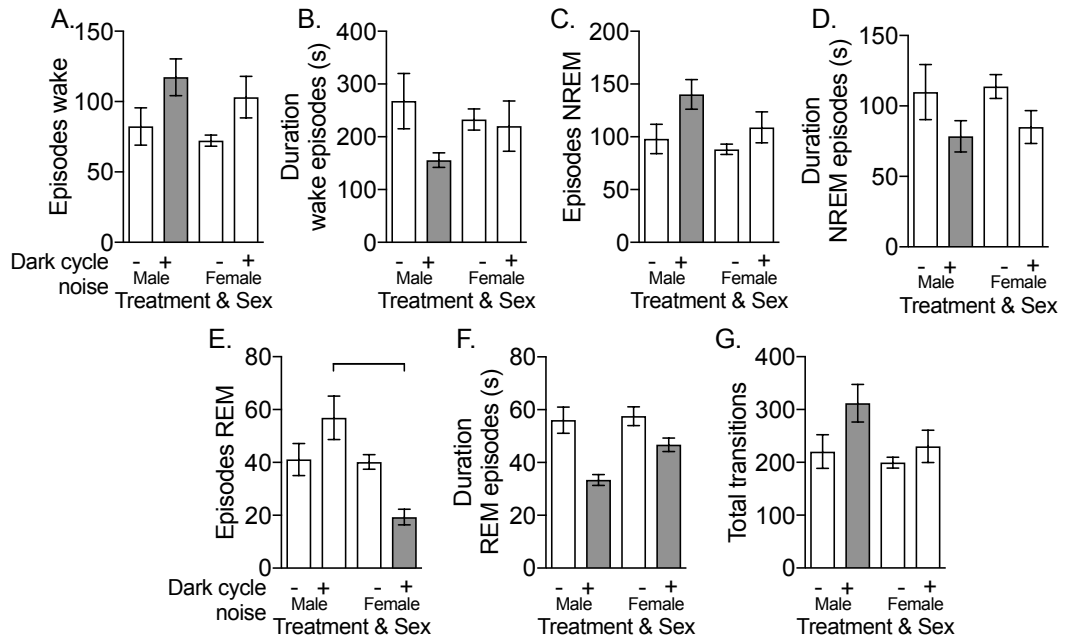 A.
Episodes wake
150
100
50
0
- + - +
Male Female
Treatment & Sex
Dark cycle
noise
B.
Duration
wake episodes (s)
400
300
200
100
0
- + - +
Male Female
Treatment & Sex
C.
Episodes NREM
200
150
100
50
0
- + - +
Male Female
Treatment & Sex
D.
Duration
NREM episodes (s)
150
100
50
0
- + - +
Male Female
Treatment & Sex
E.
Episodes REM
80
60
40
20
0
- + - +
Male Female
Treatment & Sex
Dark cycle
noise
F.
Duration
REM episodes (s)
80
60
40
20
0
- + - +
Male Female
Treatment & Sex
G.
Total transitions
400
300
200
100
0
- + - +
Male Female
Treatment & Sex